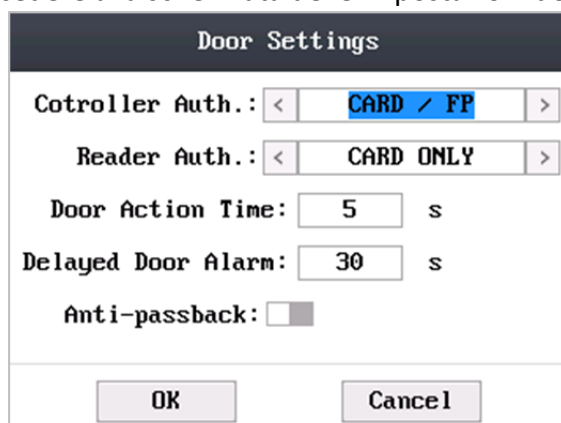 Door Settings
Cotroller Auth.: < CARD / FP >
Reader Auth.: < CARD ONLY >
Door Action Time: 5 s
Delayed Door Alarm: 30 s
Anti-passback:
OK Cancel